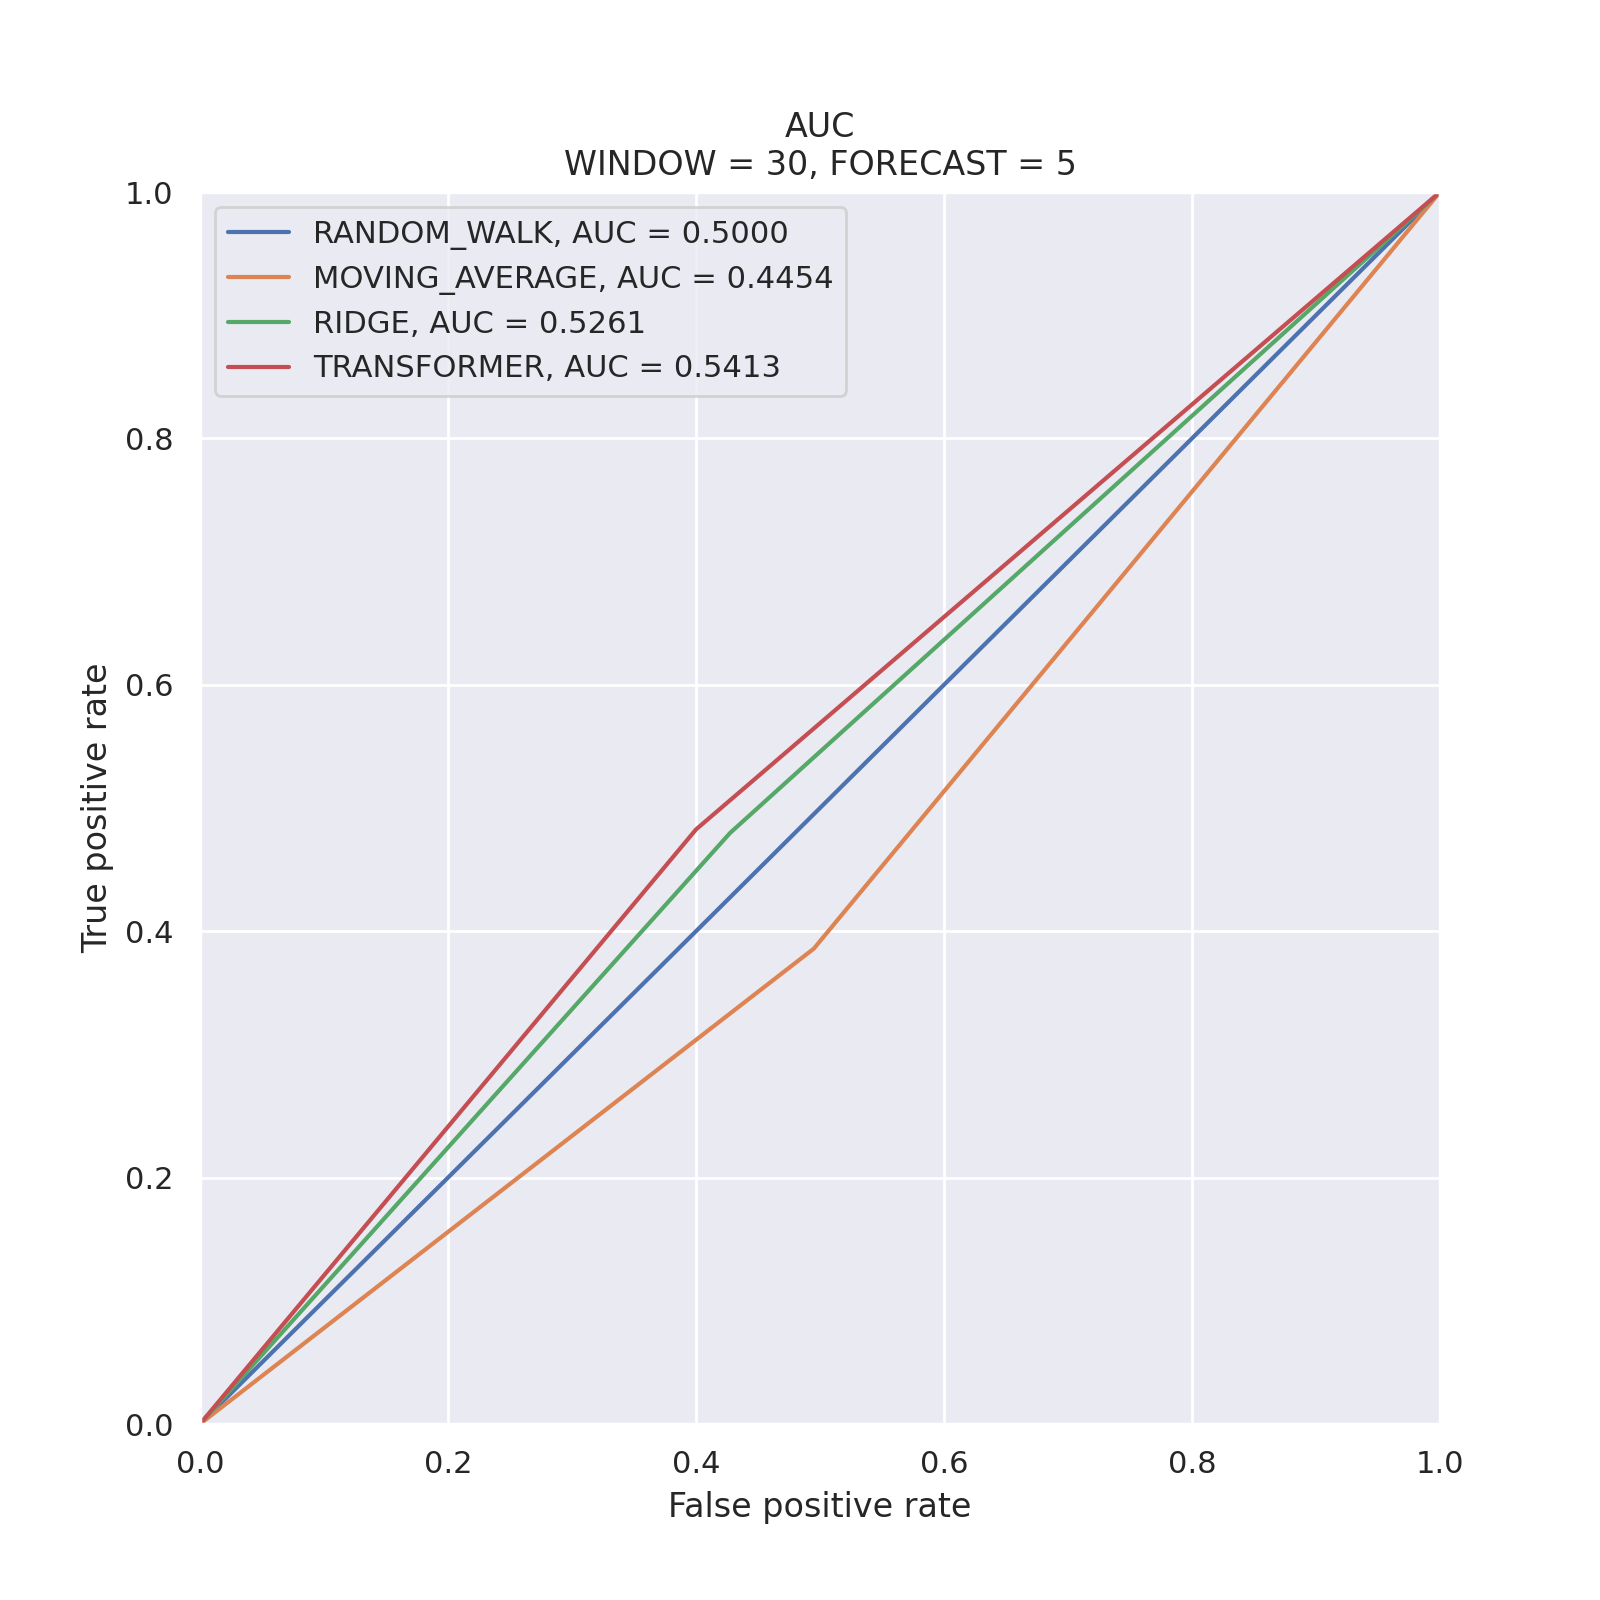 AUC
WINDOW = 30, FORECAST = 5
RANDOM_WALK, AUC = 0.5000
MOVING_AVERAGE, AUC = 0.4454
RIDGE, AUC = 0.5261
TRANSFORMER, AUC = 0.5413
True positive rate
1.0
0.8
0.6
0.4
0.2
0.0
0.0 0.2 0.4 0.6 0.8 1.0
False positive rate